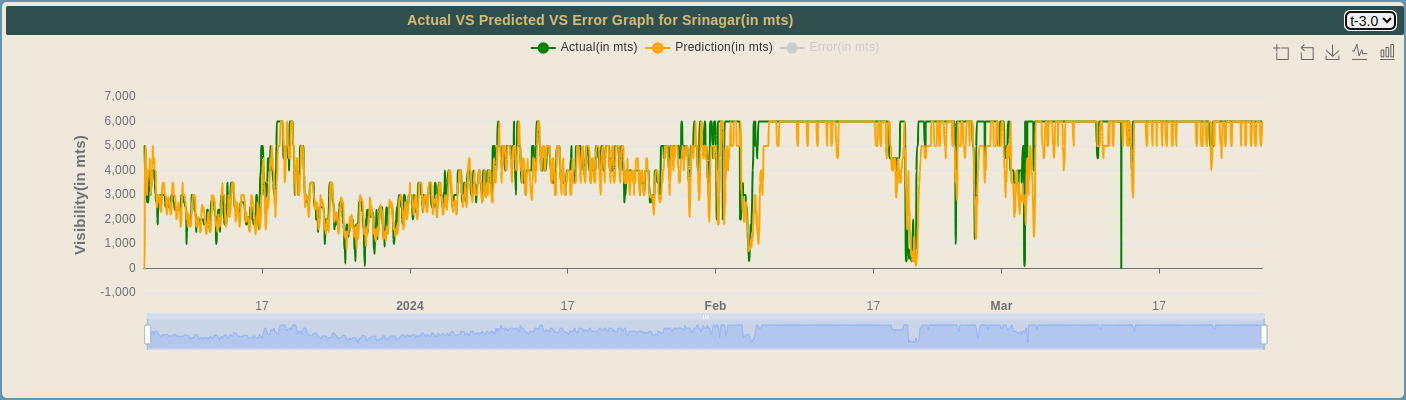 Actual VS Predicted VS Error Graph for Srinagar(in mts)
t-3.0
Actual(in mts) Prediction(in mts) Error(in mts)
Visibility(in mts)
7,000
6,000
5,000
4,000
3,000
2,000
1,000
0
-1,000
17 2024 17 Feb 17 Mar 17